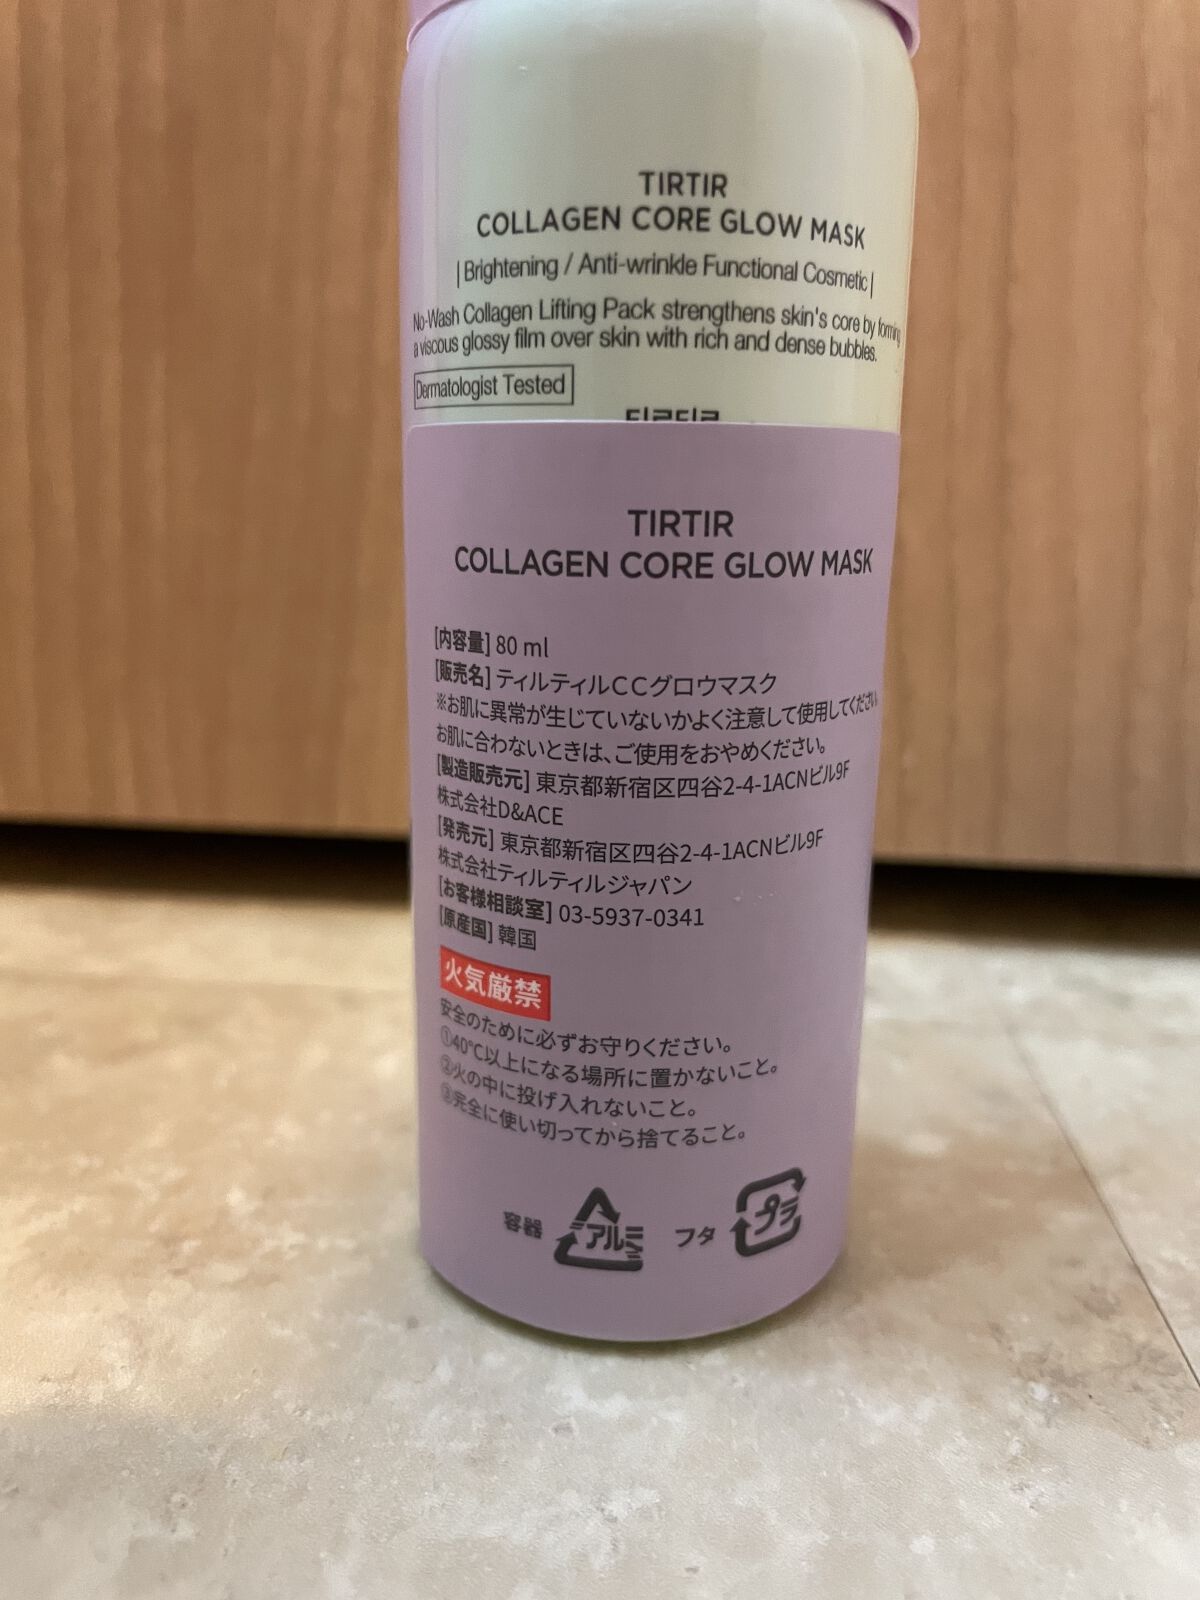 TIRTIR
COLLAGEN CORE GLOW MASK
| Brightening / Anti-wrinkle Functional Cosmetic |
No-Wash Collagen Lifting Pack strengthens skin's core by forming
a viscous glossy film over skin with rich and dense bubbles.
Dermatologist Tested
TIRTIR
COLLAGEN CORE GLOW MASK
[内容量] 80 ml
[販売名] ティルティルCCグロウマスク
※お肌に異常が生じていないかよく注意して使用してください。
お肌に合わないときは、ご使用をおやめください。
[製造販売元] 東京都新宿区四谷2-4-1ACNビル9F
株式会社D&ACE
[発売元] 東京都新宿区四谷2-4-1ACNビル9F
株式会社ティルティルジャパン
[お客様相談室] 03-5937-0341
[原産国] 韓国
火気厳禁
安全のために必ずお守りください。
①40℃以上になる場所に置かないこと。
②火の中に投げ入れないこと。
③完全に使い切ってから捨てること。
容器 アルミ フタ プラ